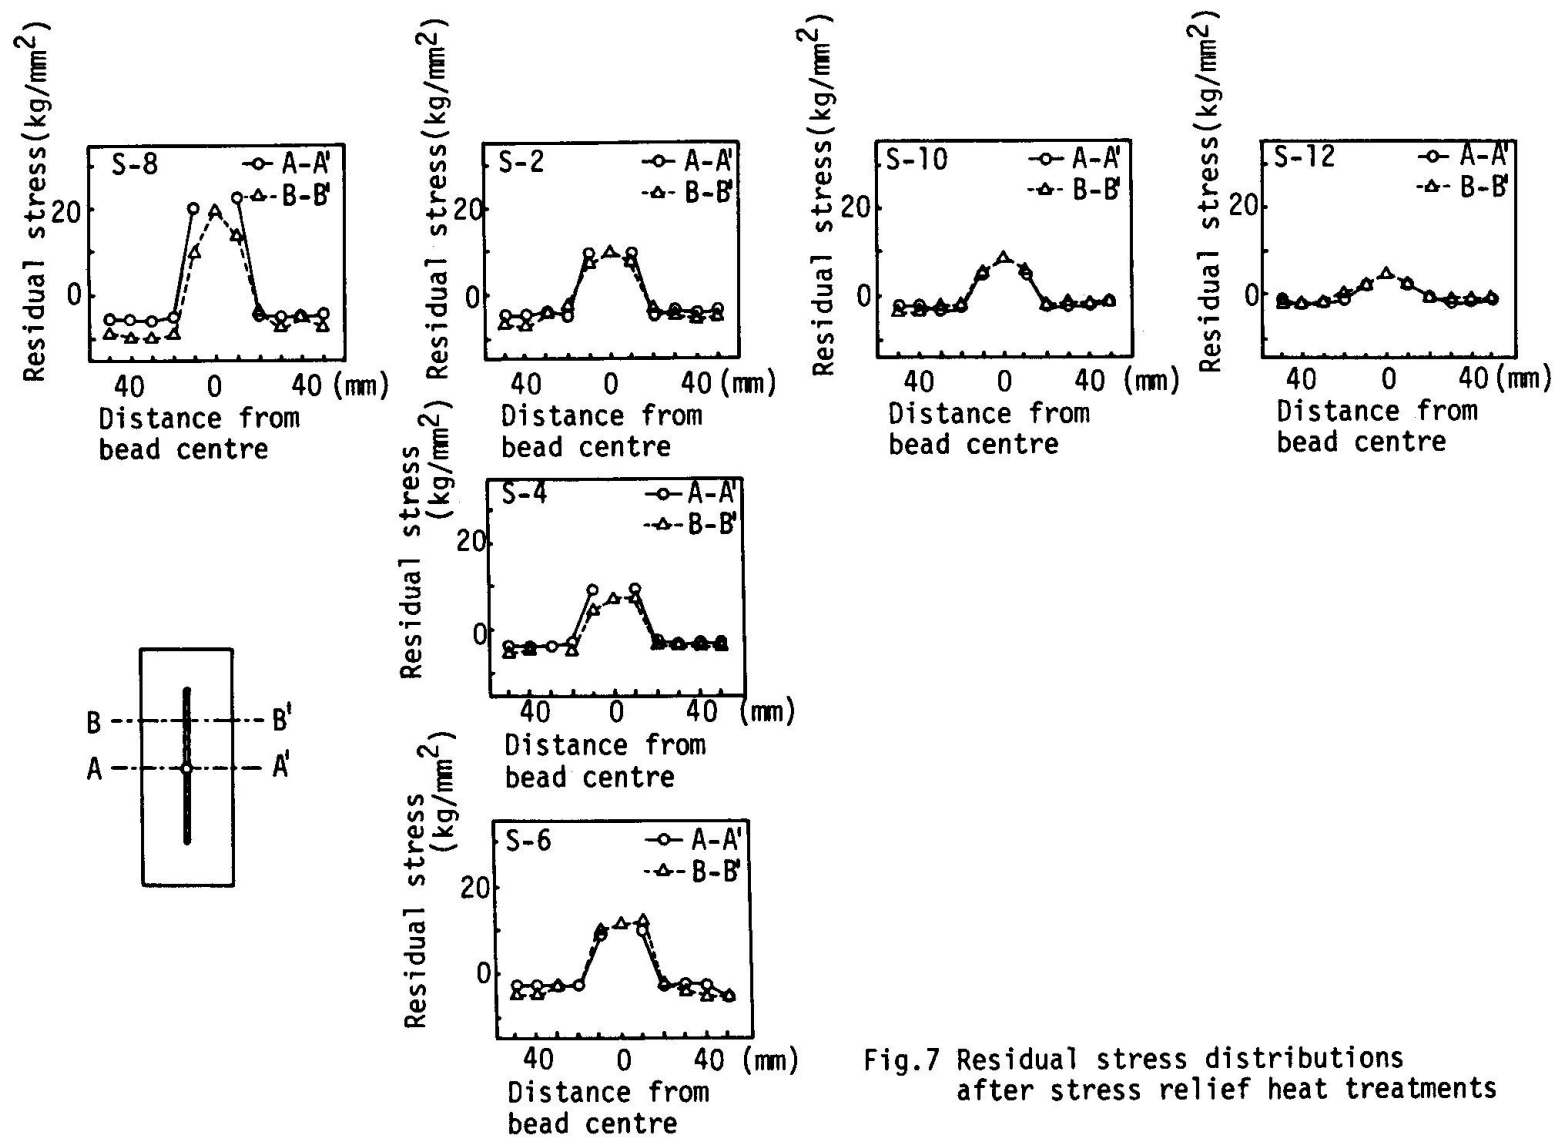 Residual stress(kg/mm2)
S-8
A-A'
B-B'
20
0
40 0 40 (mm)
Distance from
bead centre
Residual stress(kg/mm2)
S-2
A-A'
B-B'
20
0
40 0 40 (mm)
Distance from
bead centre
Residual stress(kg/mm2)
S-10
A-A'
B-B'
20
0
40 0 40 (mm)
Distance from
bead centre
Residual stress(kg/mm2)
S-12
A-A'
B-B'
20
0
40 0 40 (mm)
Distance from
bead centre
Residual stress
(kg/mm2)
S-4
A-A'
B-B'
20
0
40 0 40 (mm)
Distance from
bead centre
B B'
A A'
Residual stress
(kg/mm2)
S-6
A-A'
B-B'
20
0
40 0 40 (mm)
Distance from
bead centre
Fig.7 Residual stress distributions
after stress relief heat treatments